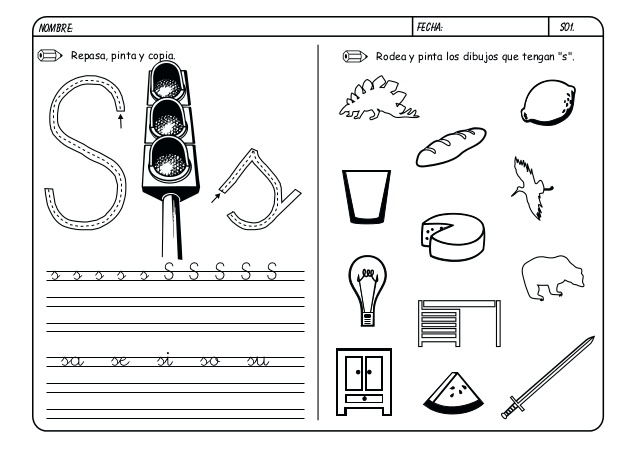 NOMBRE: FECHA: S01.
Repasa, pinta y copia.
Rodea y pinta los dibujos que tengan "s".
S s
s s s s s S S S S S
sa se si so su